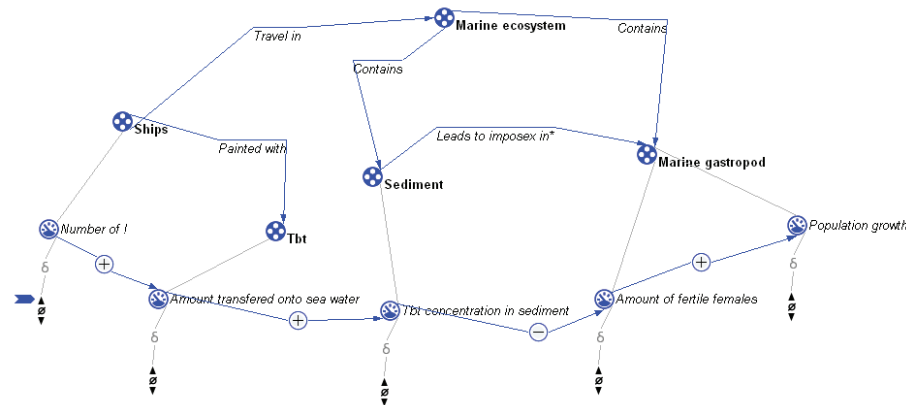 Marine ecosystem
Travel in
Contains
Contains
Ships
Painted with
Leads to imposex in*
Marine gastropod
Sediment
Number of !
Tbt
Population growth
δ
+
+
δ
Amount transfered onto sea water
+
Tbt concentration in sediment
−
Amount of fertile females
δ
δ
δ